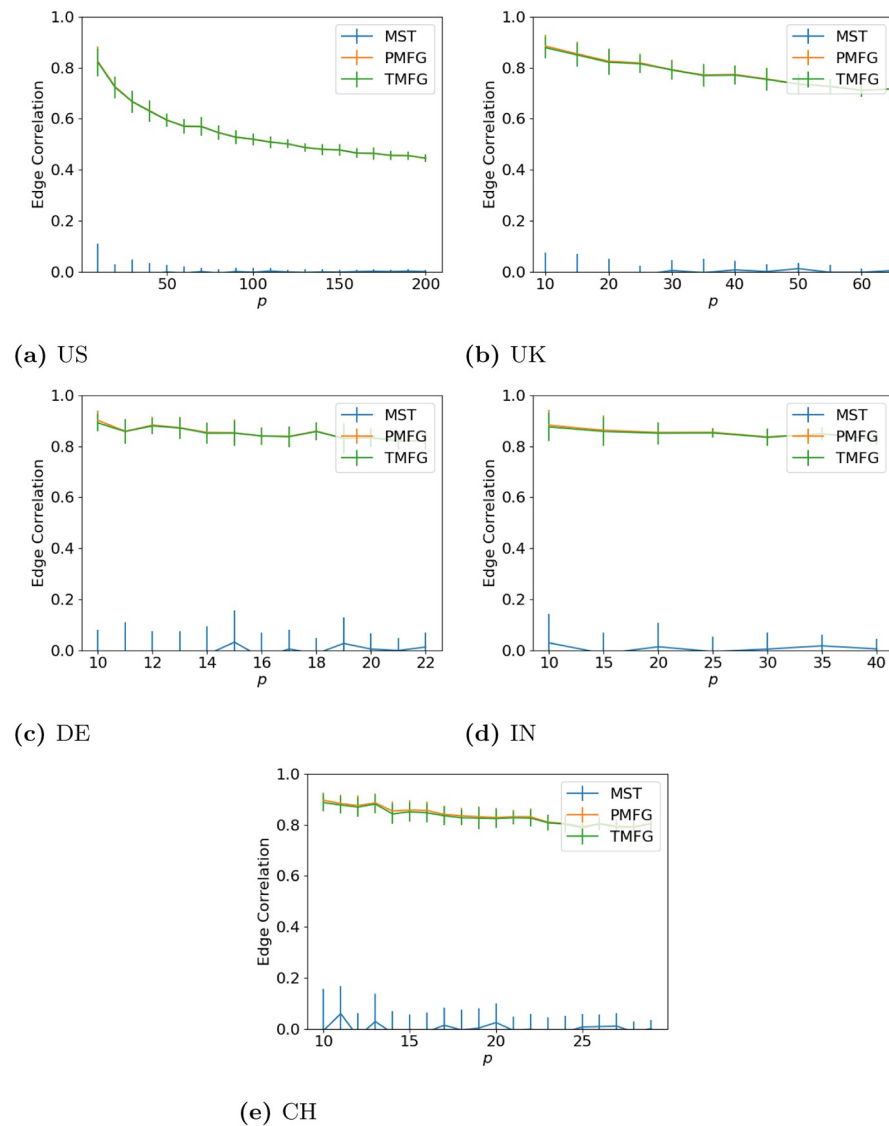 1.0
0.8
0.6
0.4
0.2
0.0
Edge Correlation
50 100 150 200
p
MST
PMFG
TMFG
(a) US
1.0
0.8
0.6
0.4
0.2
0.0
Edge Correlation
10 20 30 40 50 60
p
MST
PMFG
TMFG
(b) UK
1.0
0.8
0.6
0.4
0.2
0.0
Edge Correlation
10 12 14 16 18 20 22
p
MST
PMFG
TMFG
(c) DE
1.0
0.8
0.6
0.4
0.2
0.0
Edge Correlation
10 15 20 25 30 35 40
p
MST
PMFG
TMFG
(d) IN
1.0
0.8
0.6
0.4
0.2
0.0
Edge Correlation
10 15 20 25
p
MST
PMFG
TMFG
(e) CH